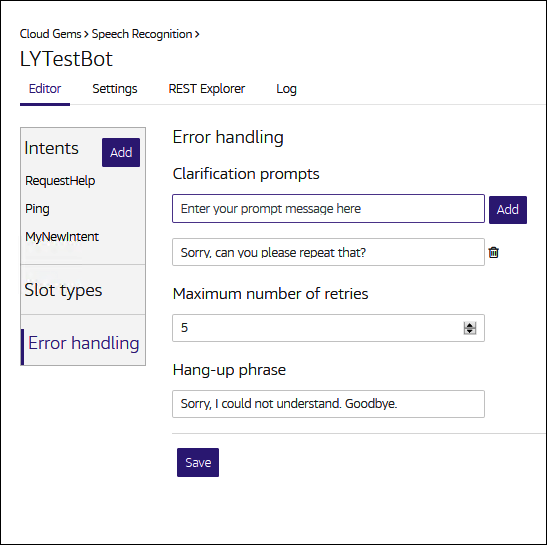 Cloud Gems > Speech Recognition >
LYTestBot
Editor Settings REST Explorer Log
Intents Add
RequestHelp
Ping
MyNewIntent
Slot types
Error handling
Error handling
Clarification prompts
Enter your prompt message here Add
Sorry, can you please repeat that?
Maximum number of retries
5
Hang-up phrase
Sorry, I could not understand. Goodbye.
Save